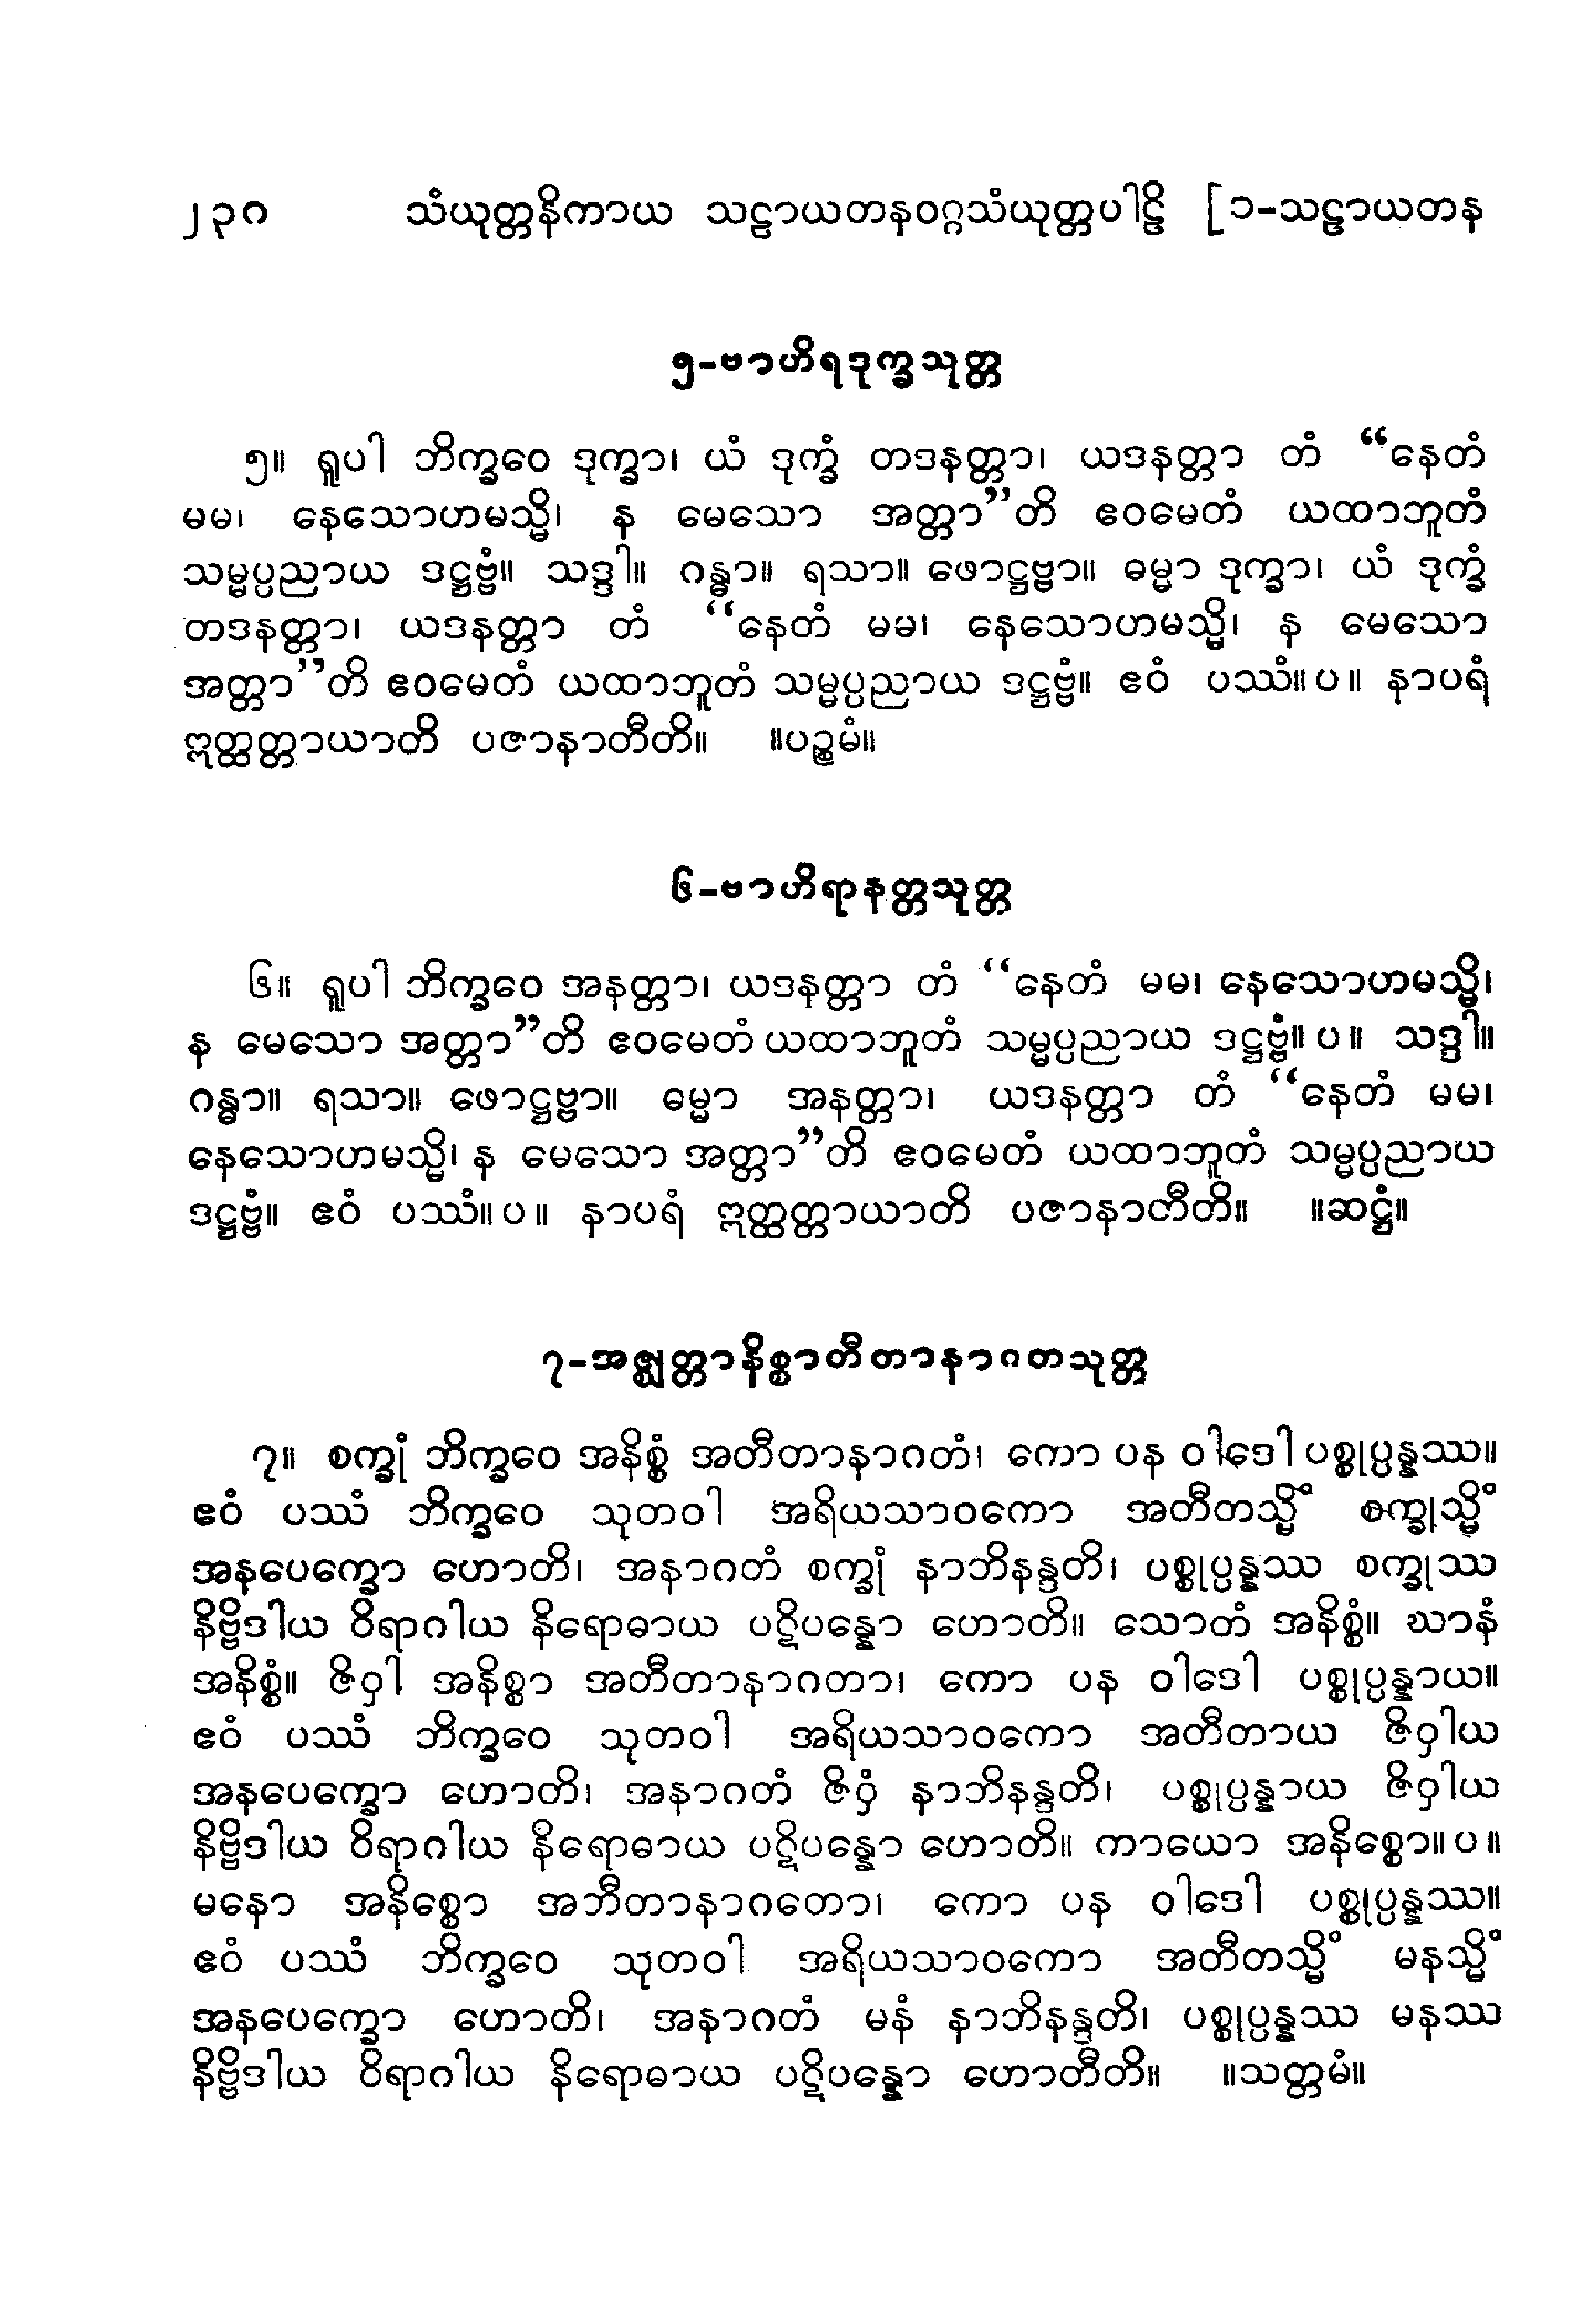 ၂၃၈ သံယုတ္တနိကာယ သဠာယတနဝဂ္ဂသံယုတ္တပါဠိ [၁-သဠာယတန
၅-ဗာဟိရဒုက္ခသုတ္တ
၅။ ရူပါ ဘိက္ခဝေ ဒုက္ခာ၊ ယံ ဒုက္ခံ တဒနတ္တာ၊ ယဒနတ္တာ တံ “နေတံ
မမ၊ နေသောဟမသ္မိ၊ န မေသော အတ္တာ”တိ ဧဝမေတံ ယထာဘူတံ
သမ္မပ္ပညာယ ဒဋ္ဌဗ္ဗံ။ သဒ္ဒါ။ ဂန္ဓာ။ ရသာ။ ဖောဋ္ဌဗ္ဗာ။ ဓမ္မာ ဒုက္ခာ၊ ယံ ဒုက္ခံ
တဒနတ္တာ၊ ယဒနတ္တာ တံ “နေတံ မမ၊ နေသောဟမသ္မိ၊ န မေသော
အတ္တာ”တိ ဧဝမေတံ ယထာဘူတံ သမ္မပ္ပညာယ ဒဋ္ဌဗ္ဗံ။ ဧဝံ ပဿံ။ ပ ။ နာပရံ
ဣတ္ထတ္တာယာတိ ပဇာနာတီတိ။ ။ပဉ္စမံ။
၆-ဗာဟိရာနတ္တသုတ္တ
၆။ ရူပါ ဘိက္ခဝေ အနတ္တာ၊ ယဒနတ္တာ တံ “နေတံ မမ၊ နေသောဟမသ္မိ၊
န မေသော အတ္တာ”တိ ဧဝမေတံ ယထာဘူတံ သမ္မပ္ပညာယ ဒဋ္ဌဗ္ဗံ။ ပ ။ သဒ္ဒါ။
ဂန္ဓာ။ ရသာ။ ဖောဋ္ဌဗ္ဗာ။ ဓမ္မာ အနတ္တာ၊ ယဒနတ္တာ တံ “နေတံ မမ၊
နေသောဟမသ္မိ၊ န မေသော အတ္တာ”တိ ဧဝမေတံ ယထာဘူတံ သမ္မပ္ပညာယ
ဒဋ္ဌဗ္ဗံ။ ဧဝံ ပဿံ။ ပ ။ နာပရံ ဣတ္ထတ္တာယာတိ ပဇာနာတီတိ။ ။ဆဋ္ဌံ။
၇-အဇ္ဈတ္တာနိစ္စာတီတာနာဂတသုတ္တ
၇။ စက္ခုံ ဘိက္ခဝေ အနိစ္စံ အတီတာနာဂတံ၊ ကော ပန ဝါဒေါ ပစ္စုပ္ပန္နဿ။
ဧဝံ ပဿံ ဘိက္ခဝေ သုတဝါ အရိယသာဝကော အတီတသ္မိံ စက္ခုသ္မိံ
အနပေက္ခော ဟောတိ၊ အနာဂတံ စက္ခုံ နာဘိနန္ဒတိ၊ ပစ္စုပ္ပန္နဿ စက္ခုဿ
နိဗ္ဗိဒါယ ဝိရာဂါယ နိရောဓာယ ပဋိပန္နော ဟောတိ။ သောတံ အနိစ္စံ။ ဃာနံ
အနိစ္စံ။ ဇိဝှါ အနိစ္စာ အတီတာနာဂတာ၊ ကော ပန ဝါဒေါ ပစ္စုပ္ပန္နာယ။
ဧဝံ ပဿံ ဘိက္ခဝေ သုတဝါ အရိယသာဝကော အတီတာယ ဇိဝှါယ
အနပေက္ခော ဟောတိ၊ အနာဂတံ ဇိဝှံ နာဘိနန္ဒတိ၊ ပစ္စုပ္ပန္နာယ ဇိဝှါယ
နိဗ္ဗိဒါယ ဝိရာဂါယ နိရောဓာယ ပဋိပန္နော ဟောတိ။ ကာယော အနိစ္စော။ ပ ။
မနော အနိစ္စော အဘီတာနာဂတော၊ ကော ပန ဝါဒေါ ပစ္စုပ္ပန္နဿ။
ဧဝံ ပဿံ ဘိက္ခဝေ သုတဝါ အရိယသာဝကော အတီတသ္မိံ မနသ္မိံ
အနပေက္ခော ဟောတိ၊ အနာဂတံ မနံ နာဘိနန္ဒတိ၊ ပစ္စုပ္ပန္နဿ မနဿ
နိဗ္ဗိဒါယ ဝိရာဂါယ နိရောဓာယ ပဋိပန္နော ဟောတီတိ။ ။သတ္တမံ။